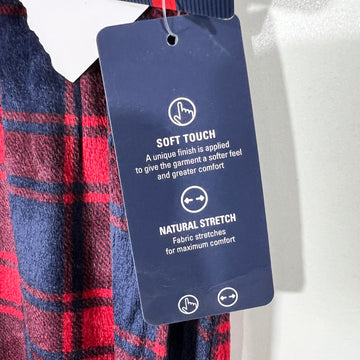 SOFT TOUCH
A unique finish is applied
to give the garment a softer feel
and greater comfort
NATURAL STRETCH
Fabric stretches
for maximum comfort